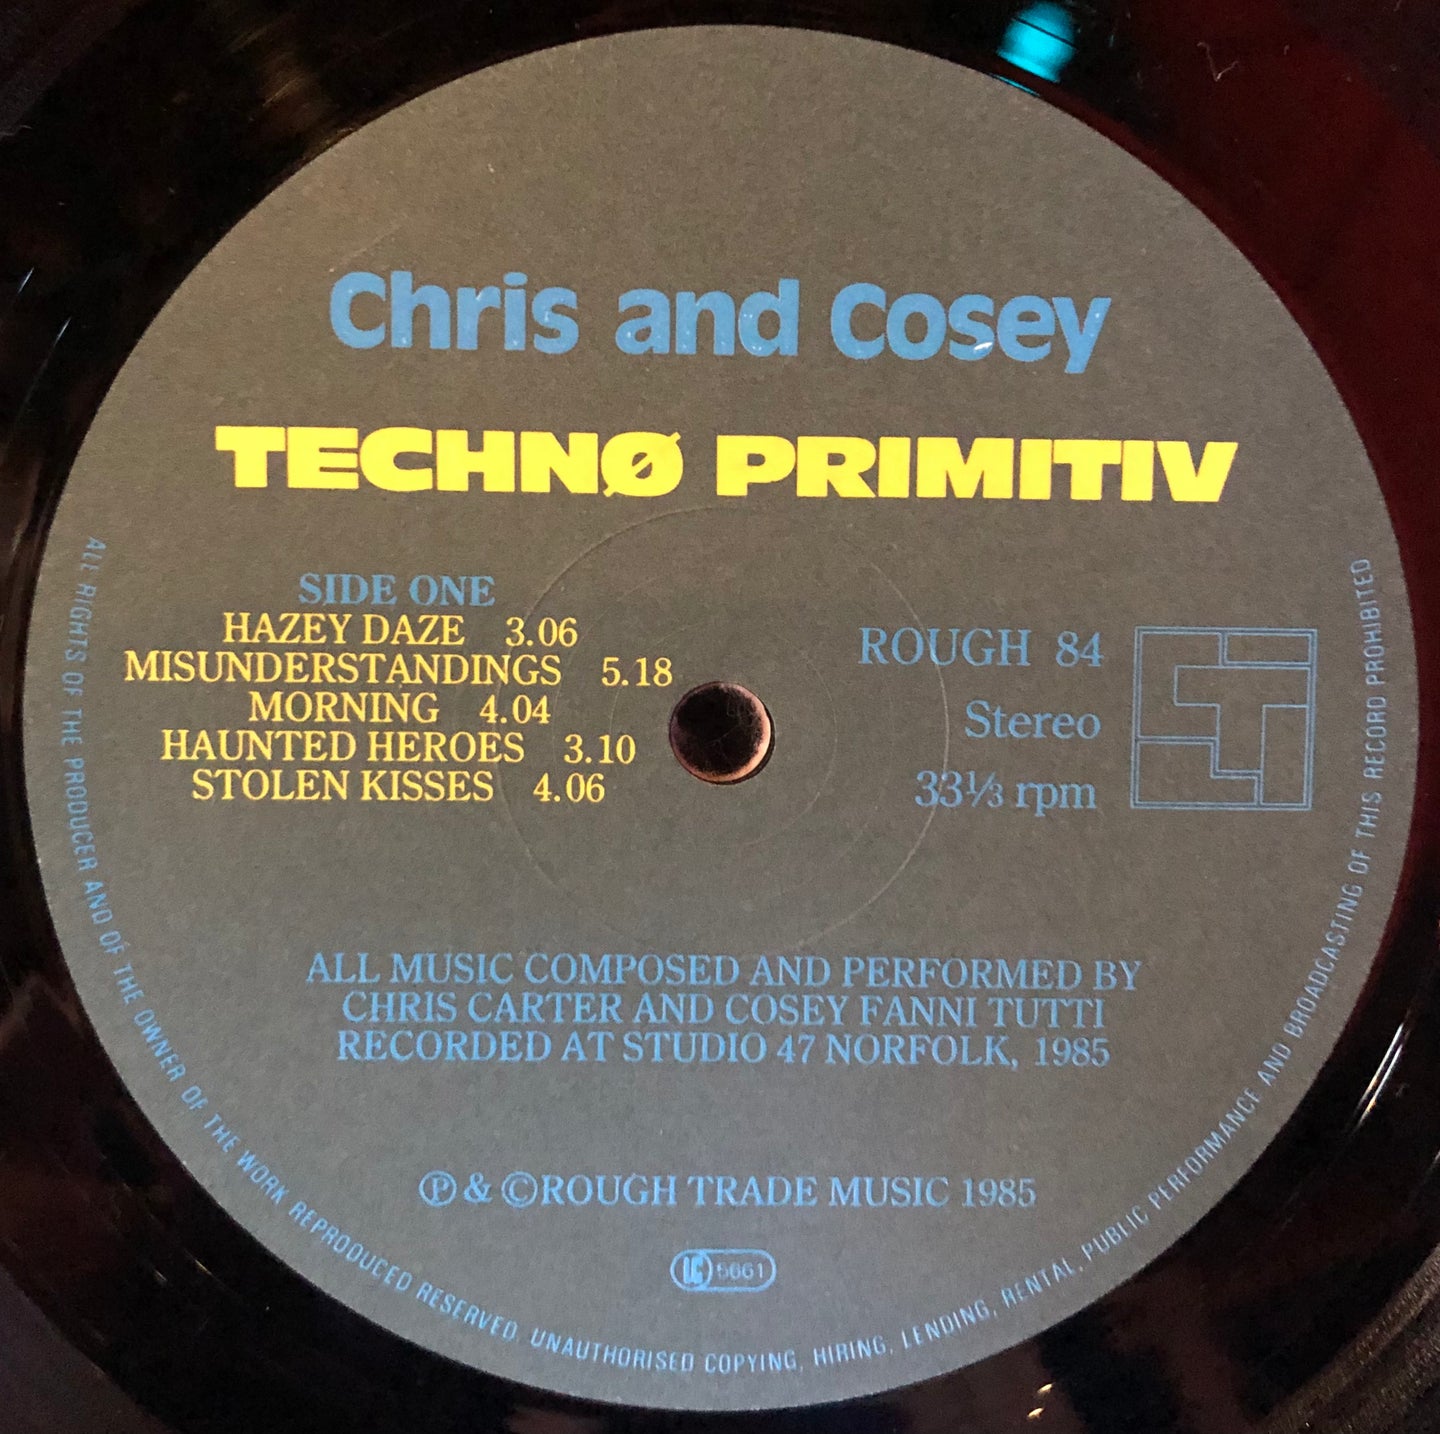 Chris and Cosey
TECHNØ PRIMITIV
SIDE ONE
HAZEY DAZE 3.06
MISUNDERSTANDINGS 5.18
MORNING 4.04
HAUNTED HEROES 3.10
STOLEN KISSES 4.06
ROUGH 84
Stereo
33⅓ rpm
ALL MUSIC COMPOSED AND PERFORMED BY
CHRIS CARTER AND COSEY FANNI TUTTI
RECORDED AT STUDIO 47 NORFOLK, 1985
Ⓟ & ©ROUGH TRADE MUSIC 1985
LC 5661
ALL RIGHTS OF THE PRODUCER AND OF THE OWNER OF THE WORK REPRODUCED RESERVED. UNAUTHORISED COPYING, HIRING, LENDING, RENTAL, PUBLIC PERFORMANCE AND BROADCASTING OF THIS RECORD PROHIBITED